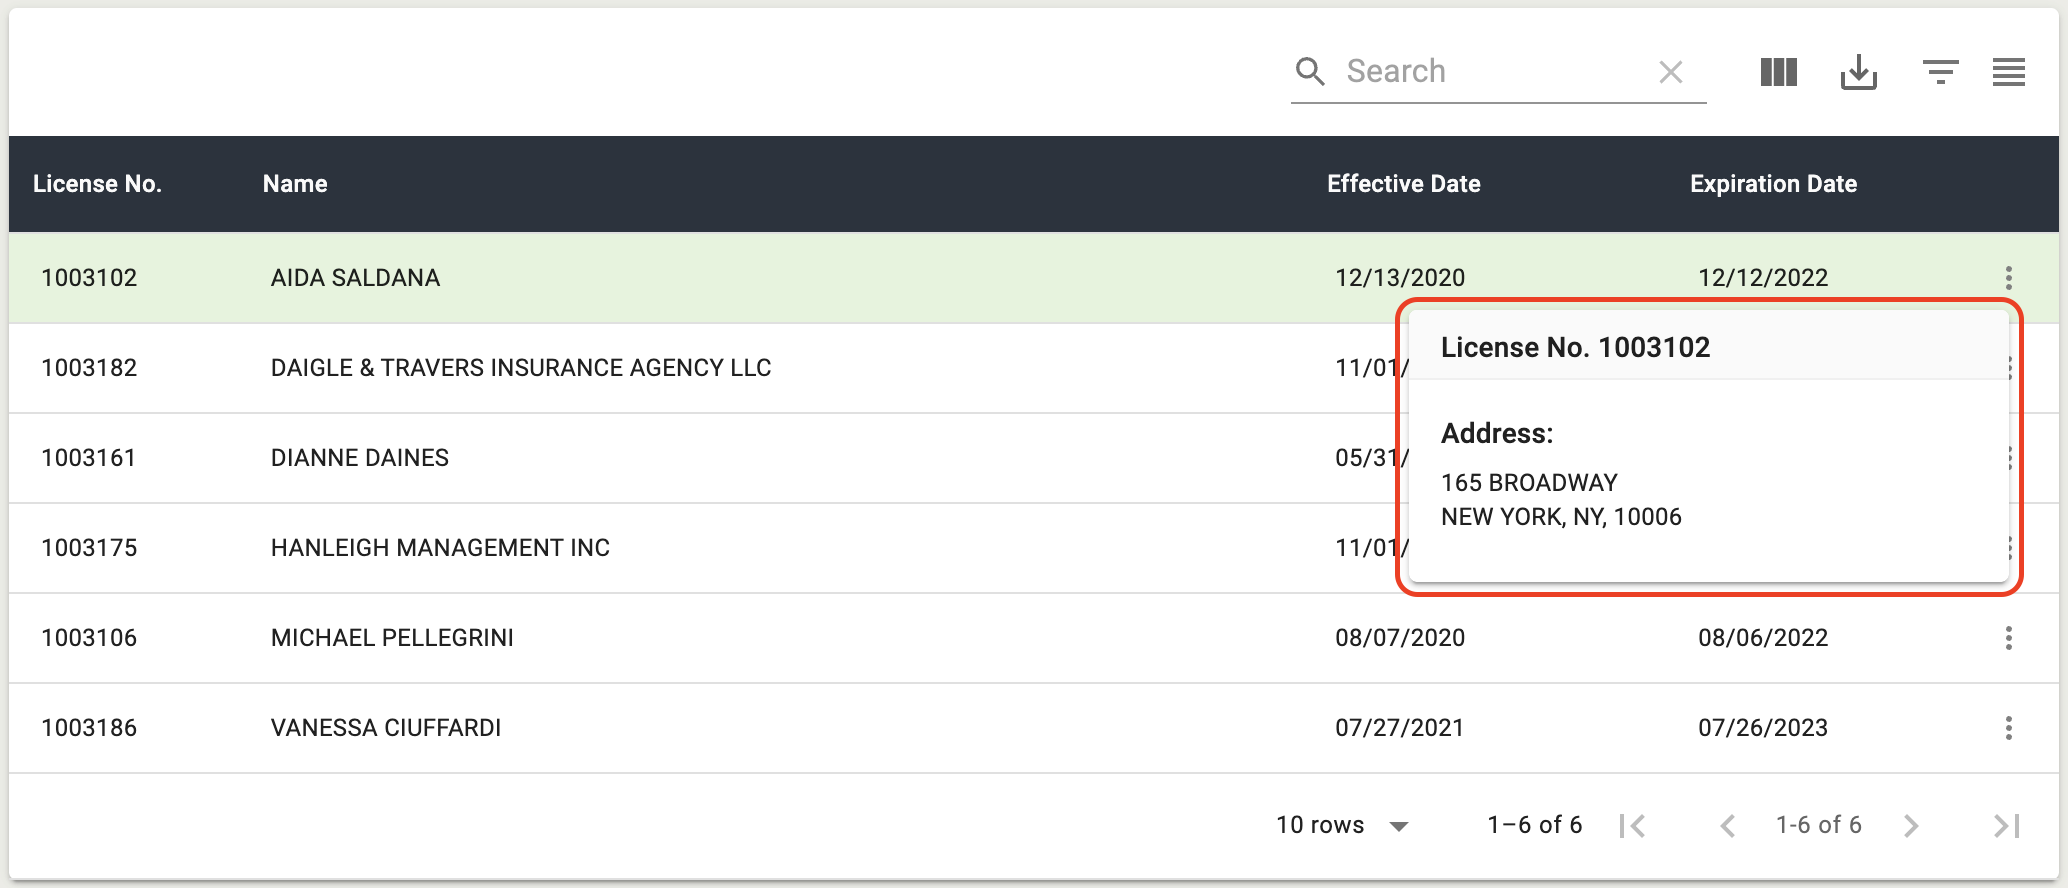 Search
License No. Name Effective Date Expiration Date
1003102 AIDA SALDANA 12/13/2020 12/12/2022
1003182 DAIGLE & TRAVERS INSURANCE AGENCY LLC 11/01/
1003161 DIANNE DAINES 05/31/
1003175 HANLEIGH MANAGEMENT INC 11/01/
License No. 1003102
Address:
165 BROADWAY
NEW YORK, NY, 10006
1003106 MICHAEL PELLEGRINI 08/07/2020 08/06/2022
1003186 VANESSA CIUFFARDI 07/27/2021 07/26/2023
10 rows 1–6 of 6 1-6 of 6